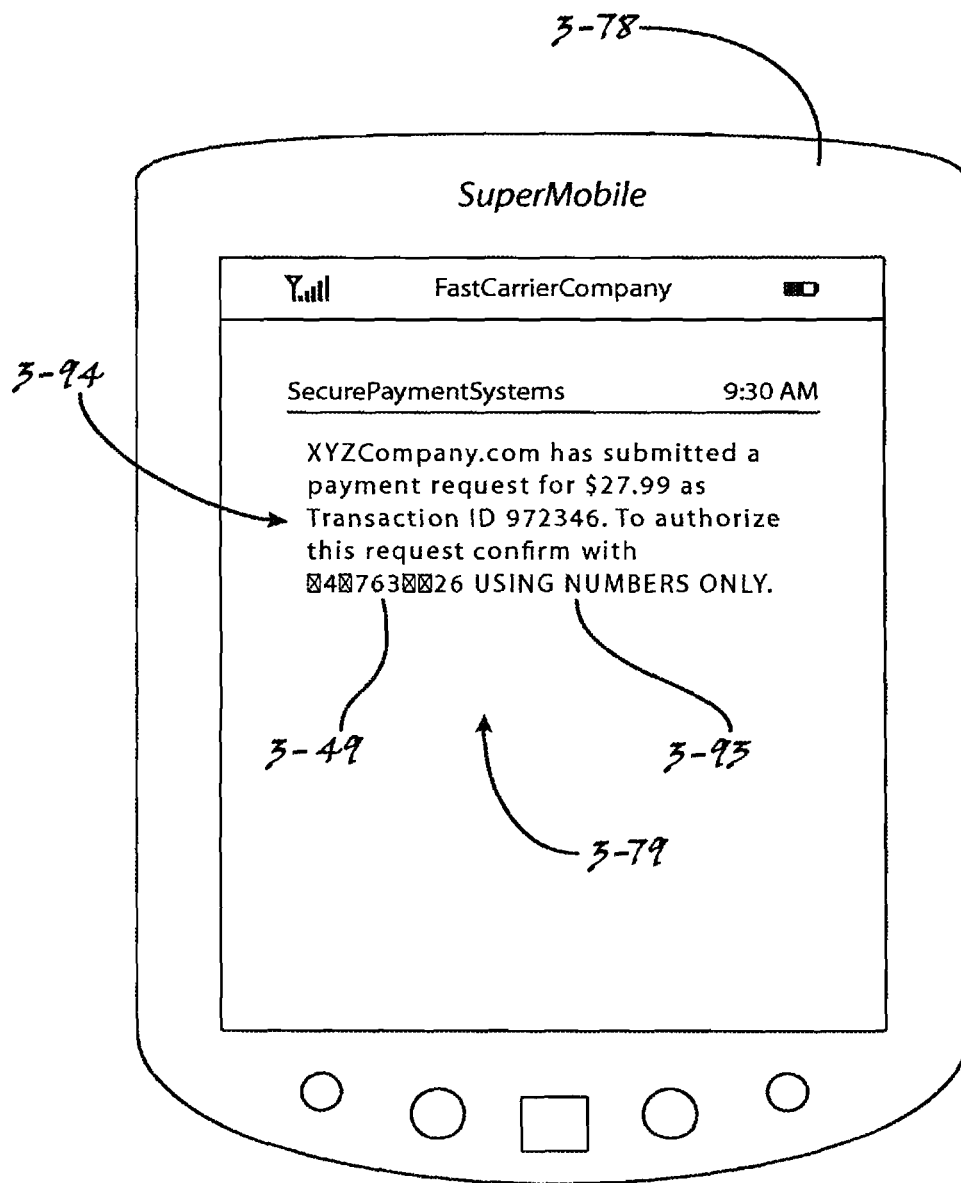 3-78
SuperMobile
FastCarrierCompany
3-94
SecurePaymentSystems 9:30 AM
XYZCompany.com has submitted a
payment request for $27.99 as
Transaction ID 972346. To authorize
this request confirm with
☒4☒763☒☒26 USING NUMBERS ONLY.
3-49
3-93
3-79